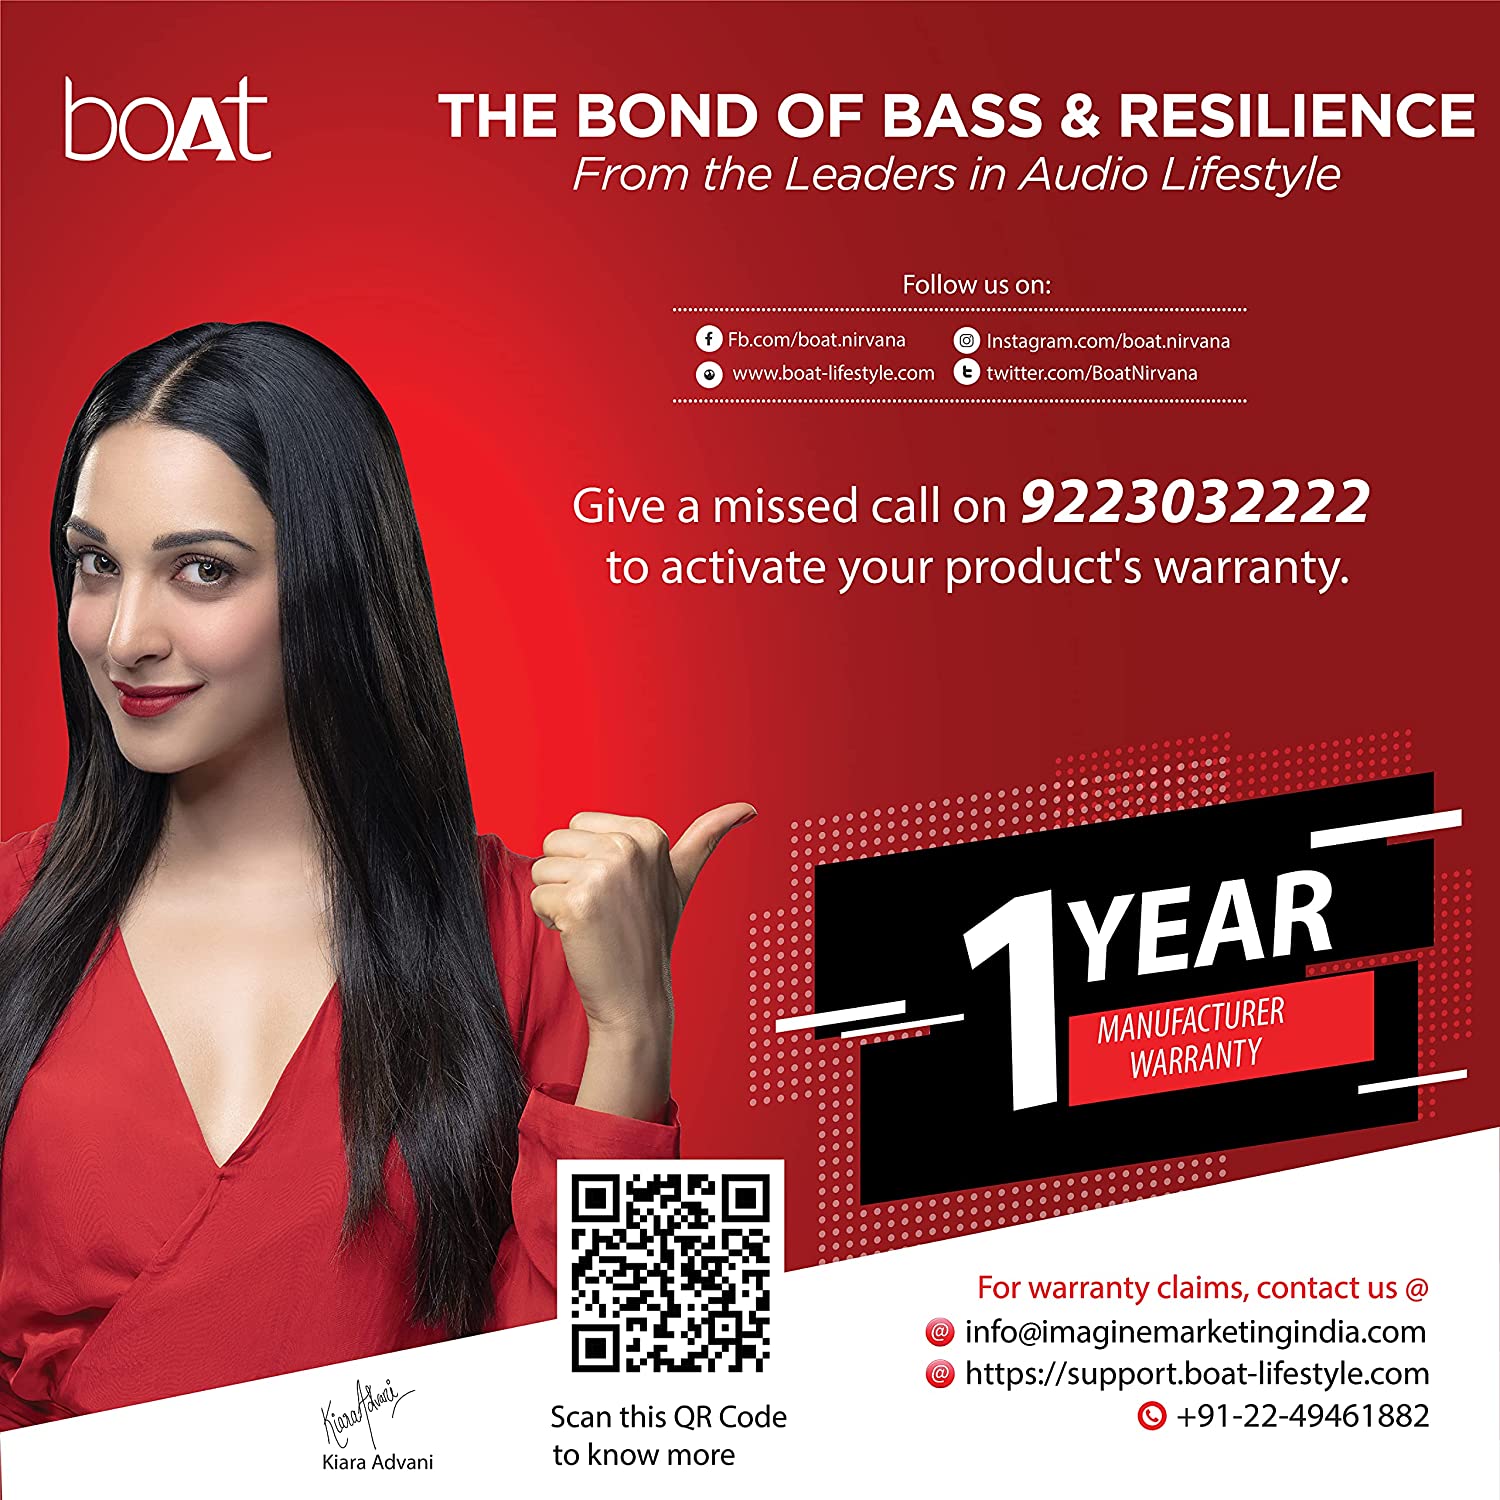 boAt
THE BOND OF BASS & RESILIENCE
From the Leaders in Audio Lifestyle
Follow us on:
Fb.com/boat.nirvana
Instagram.com/boat.nirvana
www.boat-lifestyle.com
twitter.com/BoatNirvana
Give a missed call on 9223032222
to activate your product's warranty.
1 YEAR
MANUFACTURER
WARRANTY
For warranty claims, contact us @
@ info@imaginemarketingindia.com
@ https://support.boat-lifestyle.com
+91-22-49461882
Scan this QR Code
to know more
Kiara Advani
Kiara Advani